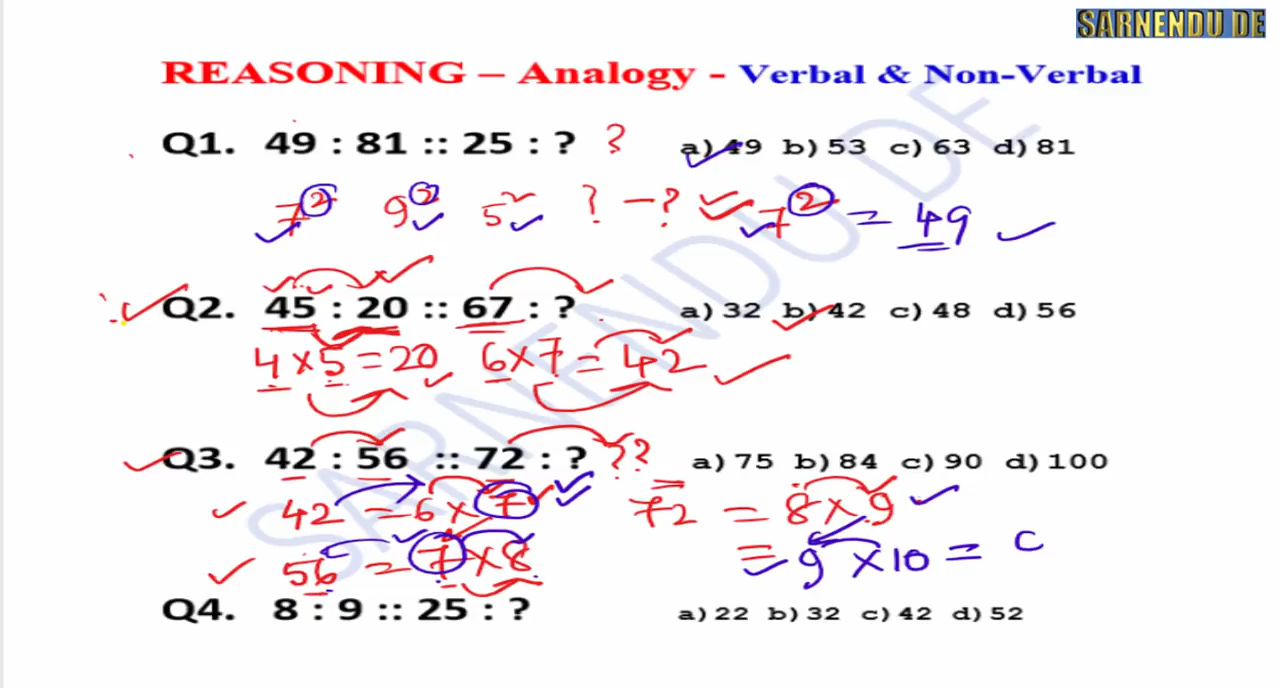 SARNENDU DE
REASONING – Analogy - Verbal & Non-Verbal
Q1. 49 : 81 :: 25 : ? ? a) 49 b) 53 c) 63 d) 81
7² 9² 5² ? – ? 7² = 49
Q2. 45 : 20 :: 67 : ? a) 32 b) 42 c) 48 d) 56
4 × 5 = 20 6 × 7 = 42
Q3. 42 : 56 :: 72 : ? ?? a) 75 b) 84 c) 90 d) 100
42 = 6 × 7 72 = 8 × 9
56 = 7 × 8 = 9 × 10 =
Q4. 8 : 9 :: 25 : ? a) 22 b) 32 c) 42 d) 52
SARNENDU DE